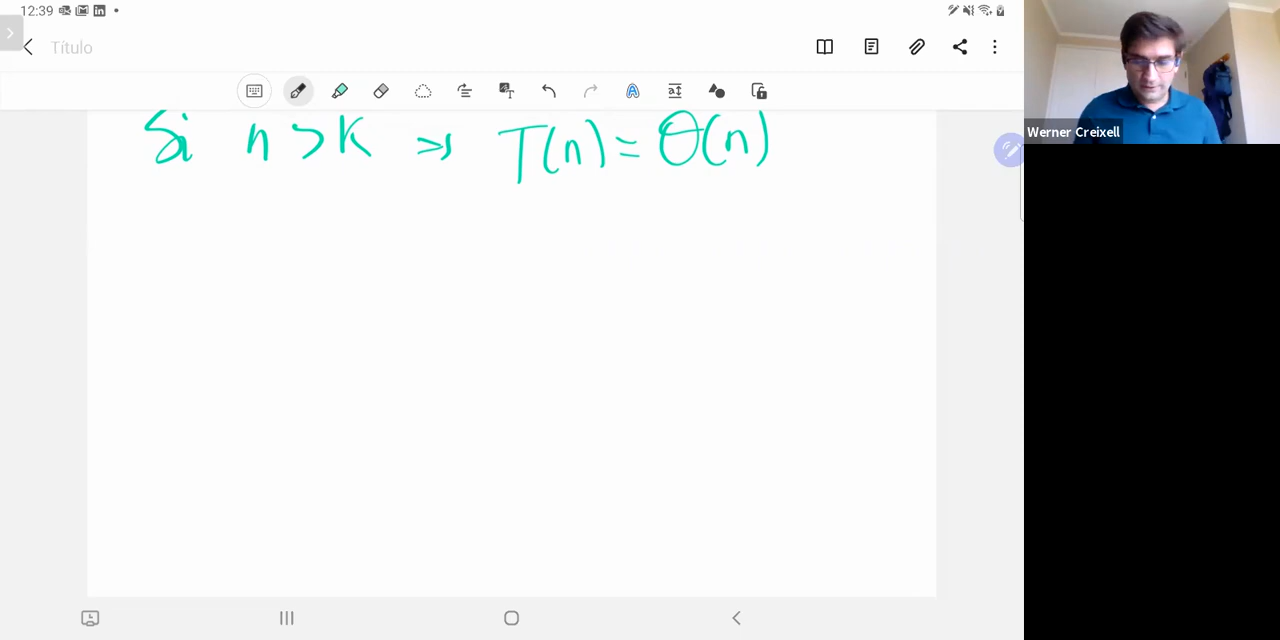 12:39
Título
Si n > k => T(n) = Θ(n)
Werner Creixell